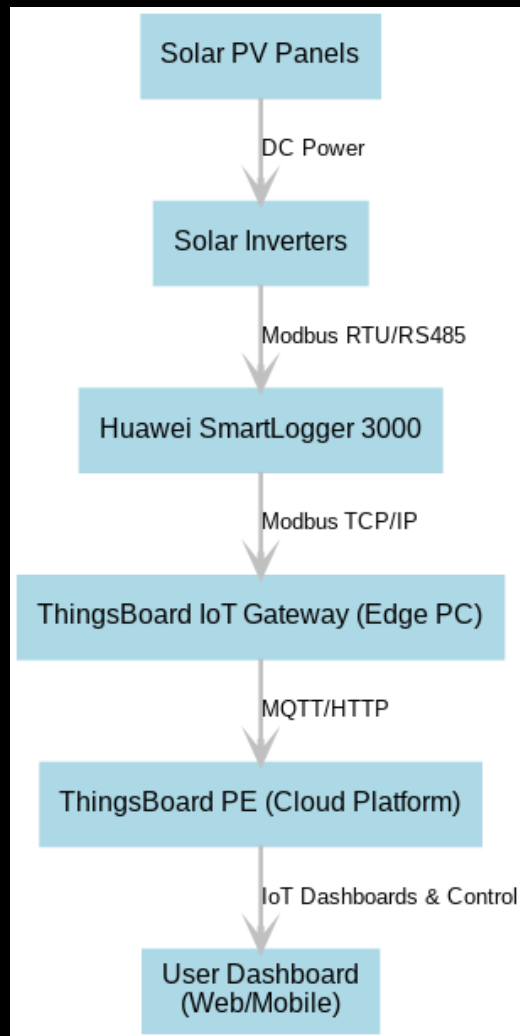 Solar PV Panels
DC Power
Solar Inverters
Modbus RTU/RS485
Huawei SmartLogger 3000
Modbus TCP/IP
ThingsBoard IoT Gateway (Edge PC)
MQTT/HTTP
ThingsBoard PE (Cloud Platform)
IoT Dashboards & Control
User Dashboard
(Web/Mobile)